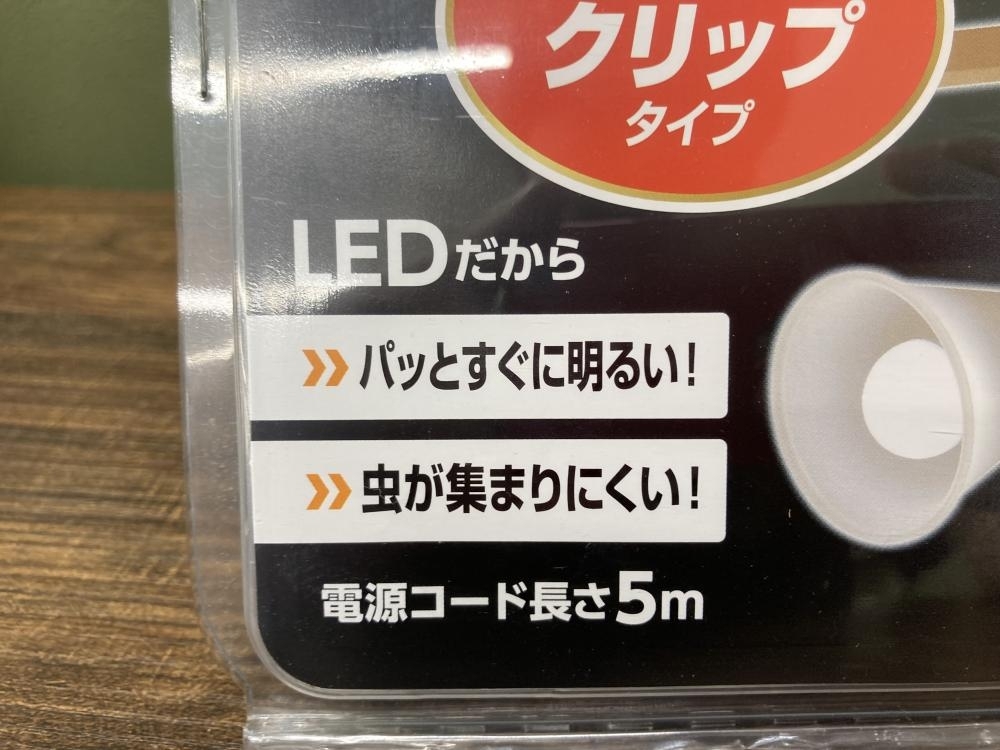 クリップ
タイプ
LEDだから
パッとすぐに明るい!
虫が集まりにくい!
電源コード長さ5m